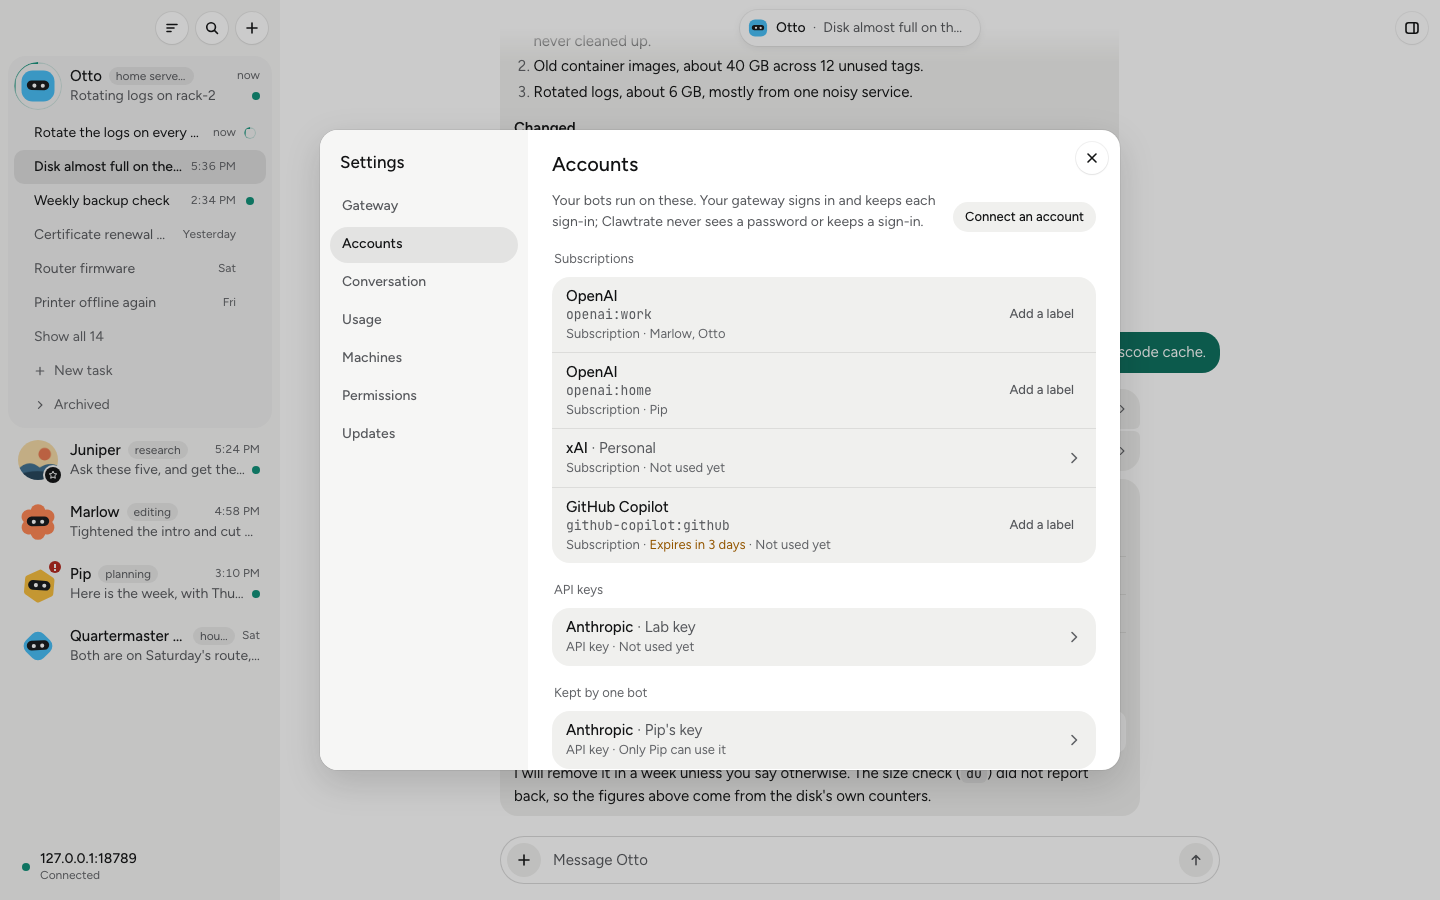 Otto home serve... now
Rotating logs on rack-2
Rotate the logs on every ... now
Disk almost full on the... 5:36 PM
Weekly backup check 2:34 PM
Certificate renewal ... Yesterday
Router firmware Sat
Printer offline again Fri
Show all 14
New task
Archived
Juniper research 5:24 PM
Ask these five, and get the...
Marlow editing 4:58 PM
Tightened the intro and cut ...
Pip planning 3:10 PM
Here is the week, with Thu...
Quartermaster ... hou... Sat
Both are on Saturday's route,...
127.0.0.1:18789
Connected
Otto · Disk almost full on th...
never cleaned up.
2. Old container images, about 40 GB across 12 unused tags.
3. Rotated logs, about 6 GB, mostly from one noisy service.
Changed
scode cache.
Settings
Gateway
Accounts
Conversation
Usage
Machines
Permissions
Updates
Accounts
Your bots run on these. Your gateway signs in and keeps each
sign-in; Clawtrate never sees a password or keeps a sign-in.
Connect an account
Subscriptions
OpenAI
openai:work
Subscription · Marlow, Otto
Add a label
OpenAI
openai:home
Subscription · Pip
Add a label
xAI · Personal
Subscription · Not used yet
GitHub Copilot
github-copilot:github
Subscription · Expires in 3 days · Not used yet
Add a label
API keys
Anthropic · Lab key
API key · Not used yet
Kept by one bot
Anthropic · Pip's key
API key · Only Pip can use it
I will remove it in a week unless you say otherwise. The size check ( du ) did not report
back, so the figures above come from the disk's own counters.
Message Otto